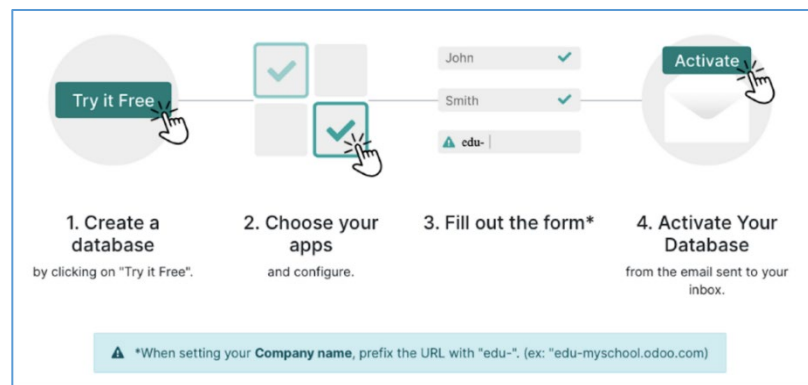 Try it Free
John
Smith
edu-
Activate
1. Create a
database
by clicking on "Try it Free".
2. Choose your
apps
and configure.
3. Fill out the form*
4. Activate Your
Database
from the email sent to your
inbox.
*When setting your Company name, prefix the URL with "edu-". (ex: "edu-myschool.odoo.com)